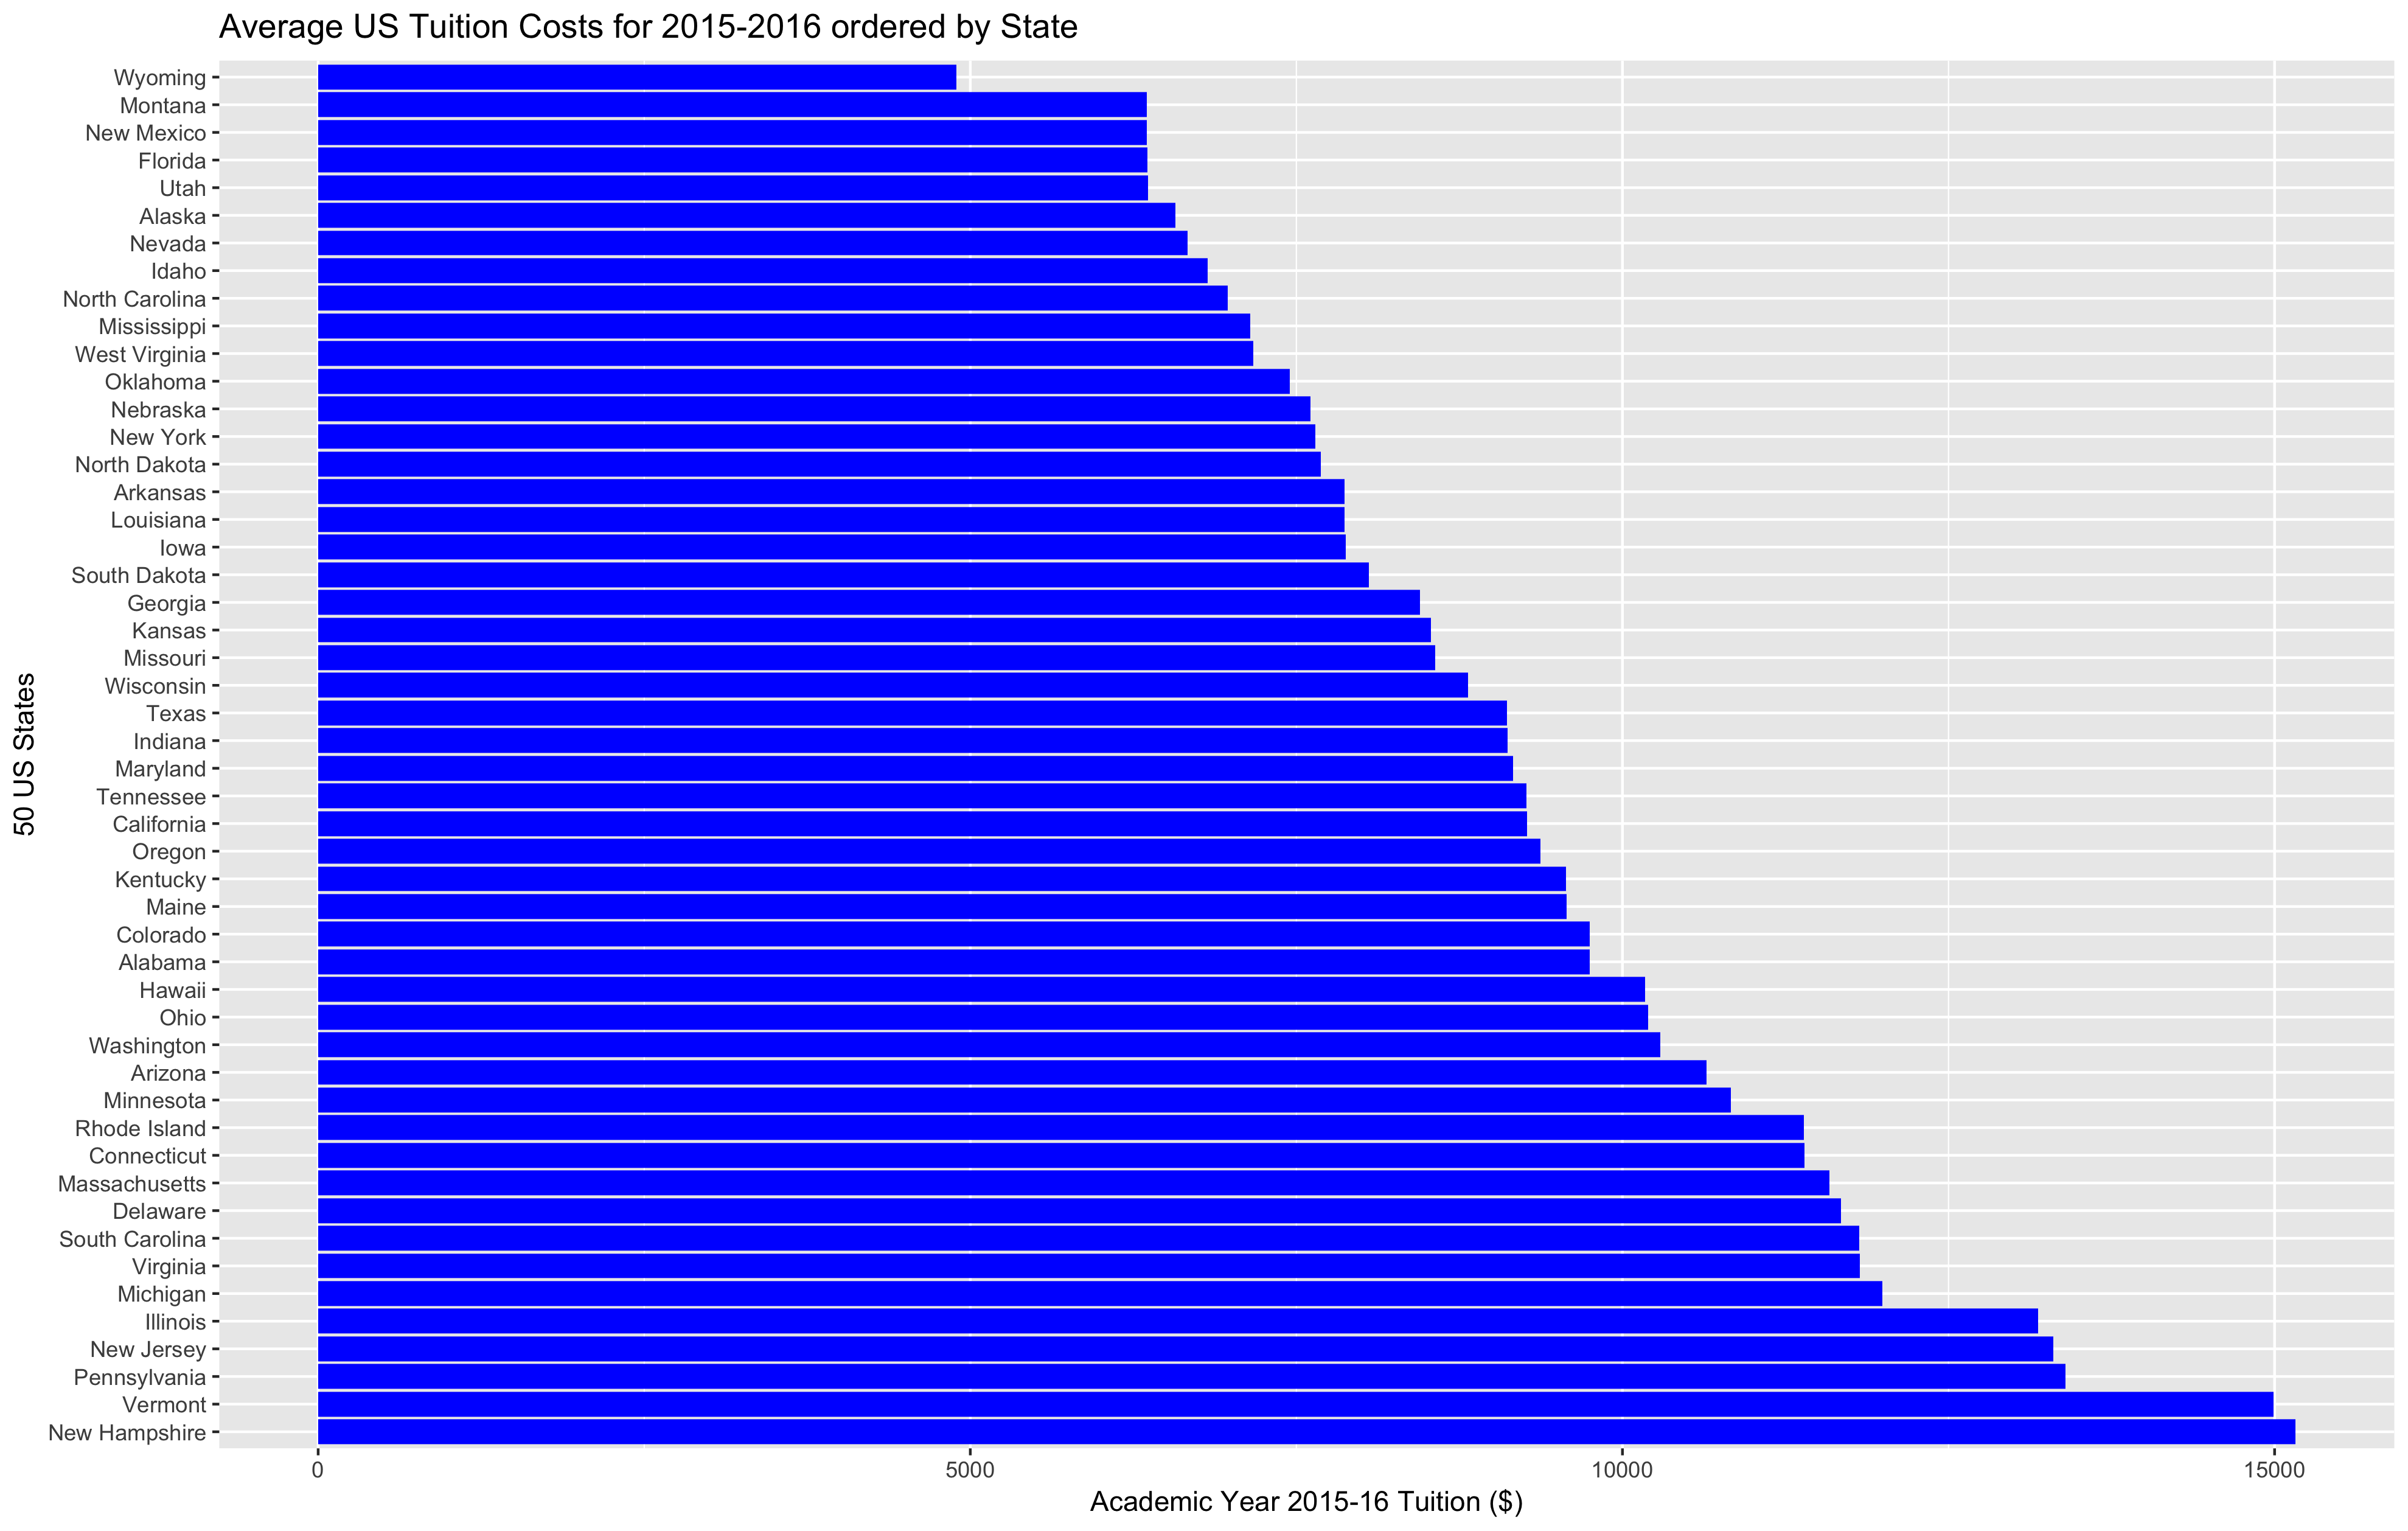 Average US Tuition Costs for 2015-2016 ordered by State
50 US States
Wyoming
Montana
New Mexico
Florida
Utah
Alaska
Nevada
Idaho
North Carolina
Mississippi
West Virginia
Oklahoma
Nebraska
New York
North Dakota
Arkansas
Louisiana
Iowa
South Dakota
Georgia
Kansas
Missouri
Wisconsin
Texas
Indiana
Maryland
Tennessee
California
Oregon
Kentucky
Maine
Colorado
Alabama
Hawaii
Ohio
Washington
Arizona
Minnesota
Rhode Island
Connecticut
Massachusetts
Delaware
South Carolina
Virginia
Michigan
Illinois
New Jersey
Pennsylvania
Vermont
New Hampshire
0 5000 10000 15000
Academic Year 2015-16 Tuition ($)